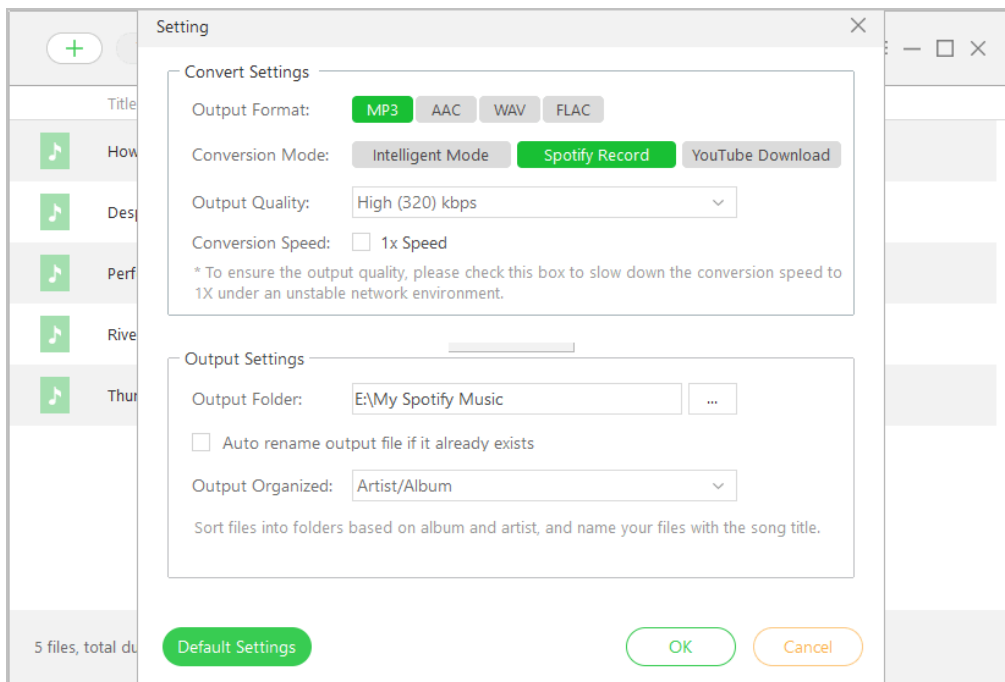 Setting
Convert Settings
Output Format: MP3 AAC WAV FLAC
Conversion Mode: Intelligent Mode Spotify Record YouTube Download
Output Quality: High (320) kbps
Conversion Speed: 1x Speed
* To ensure the output quality, please check this box to slow down the conversion speed to
1X under an unstable network environment.
Output Settings
Output Folder: E:\My Spotify Music ...
Auto rename output file if it already exists
Output Organized: Artist/Album
Sort files into folders based on album and artist, and name your files with the song title.
Default Settings OK Cancel
Title
How
Perf
Rive
5 files, total du